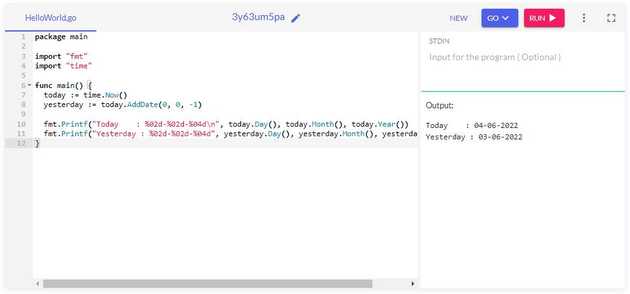 HelloWorld.go
3y63um5pa
NEW
GO
RUN
1 package main
2
3 import "fmt"
4 import "time"
5
6 func main() {
7 today := time.Now()
8 yesterday := today.AddDate(0, 0, -1)
9
10 fmt.Printf("Today    : %02d-%02d-%04d\n", today.Day(), today.Month(), today.Year())
11 fmt.Printf("Yesterday : %02d-%02d-%04d", yesterday.Day(), yesterday.Month(), yesterda
12 }
STDIN
Input for the program ( Optional )
Output:
Today    : 04-06-2022
Yesterday : 03-06-2022